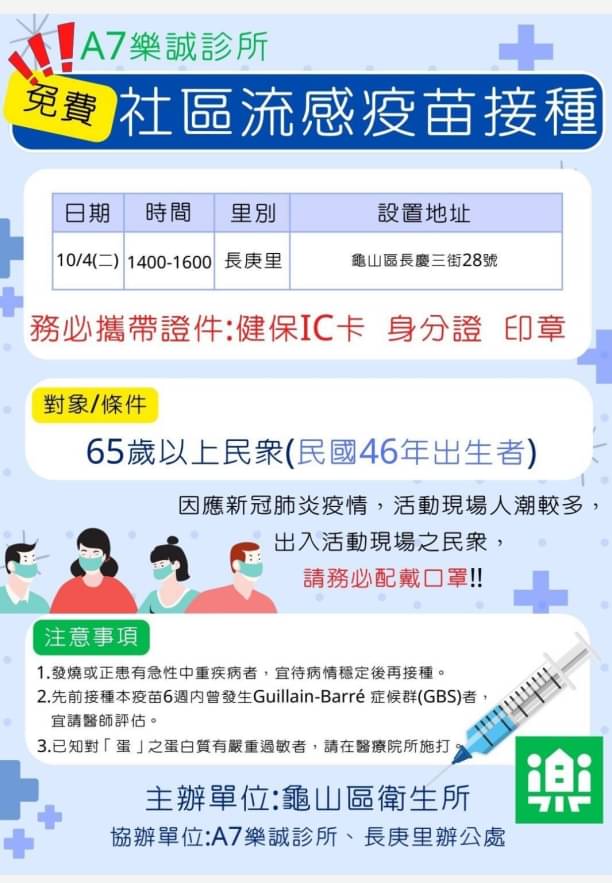 A7樂誠診所
免費
社區流感疫苗接種
日期 時間 里別 設置地址
10/4(二) 1400-1600 長庚里 龜山區長慶三街28號
務必攜帶證件:健保IC卡 身分證 印章
對象/條件
65歲以上民眾(民國46年出生者)
因應新冠肺炎疫情，活動現場人潮較多，
出入活動現場之民眾，
請務必配戴口罩!!
注意事項
1.發燒或正患有急性中重疾病者，宜待病情穩定後再接種。
2.先前接種本疫苗6週內曾發生Guillain-Barré 症候群(GBS)者，
宜請醫師評估。
3.已知對「蛋」之蛋白質有嚴重過敏者，請在醫療院所施打。
主辦單位:龜山區衛生所
協辦單位:A7樂誠診所、長庚里辦公處